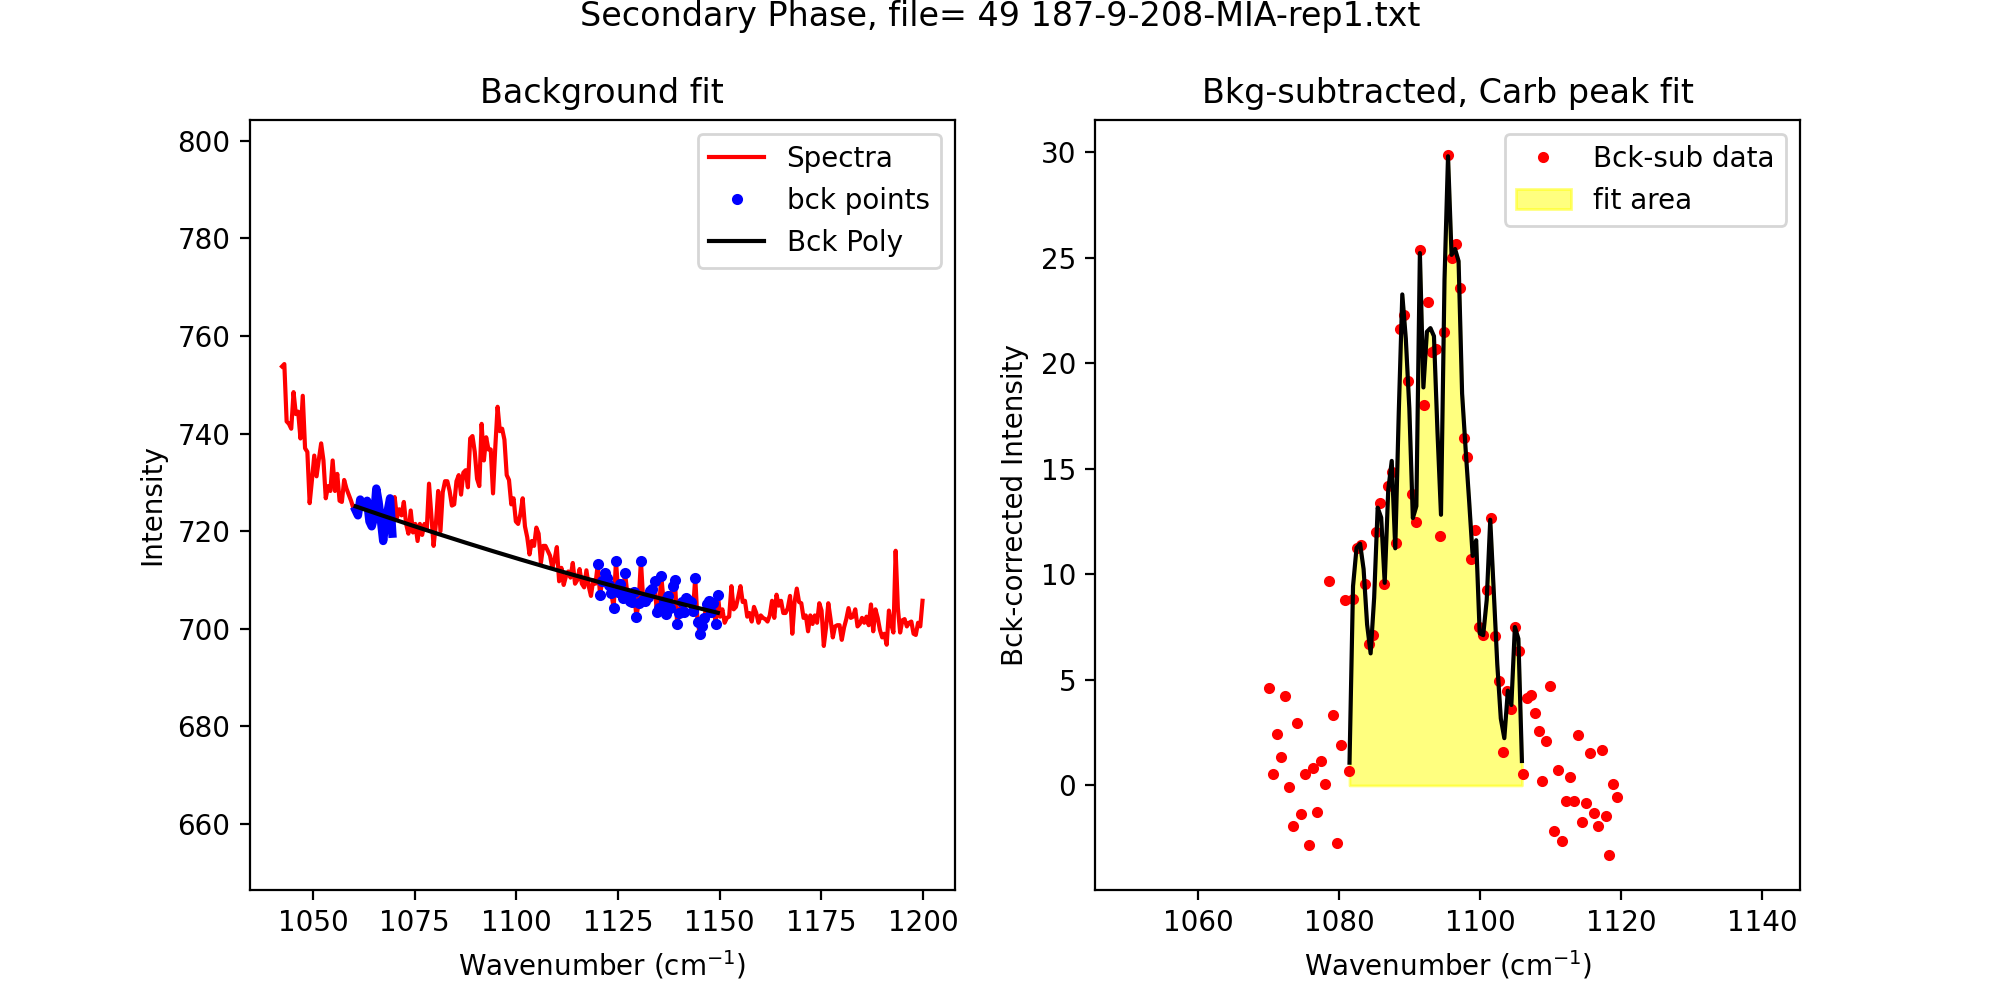 Secondary Phase, file= 49 187-9-208-MIA-rep1.txt
Background fit
800
780
760
740
720
700
680
660
Intensity
Spectra
bck points
Bck Poly
1050 1075 1100 1125 1150 1175 1200
Wavenumber (cm⁻¹)
Bkg-subtracted, Carb peak fit
30
25
20
15
10
5
0
Bck-corrected Intensity
Bck-sub data
fit area
1060 1080 1100 1120 1140
Wavenumber (cm⁻¹)